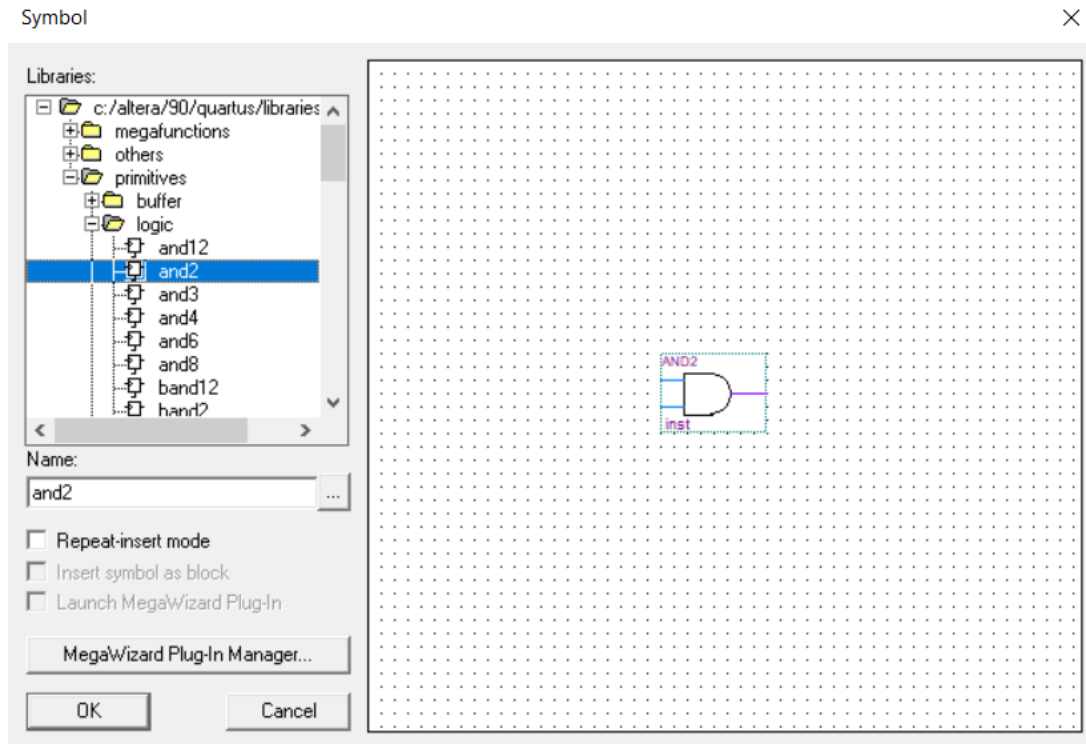 Symbol
Libraries:
c:/altera/90/quartus/libraries
megafunctions
others
primitives
buffer
logic
and12
and2
and3
and4
and6
and8
band12
band2
Name:
and2
...
Repeat-insert mode
Insert symbol as block
Launch MegaWizard Plug-In
MegaWizard Plug-In Manager...
OK
Cancel
AND2
inst